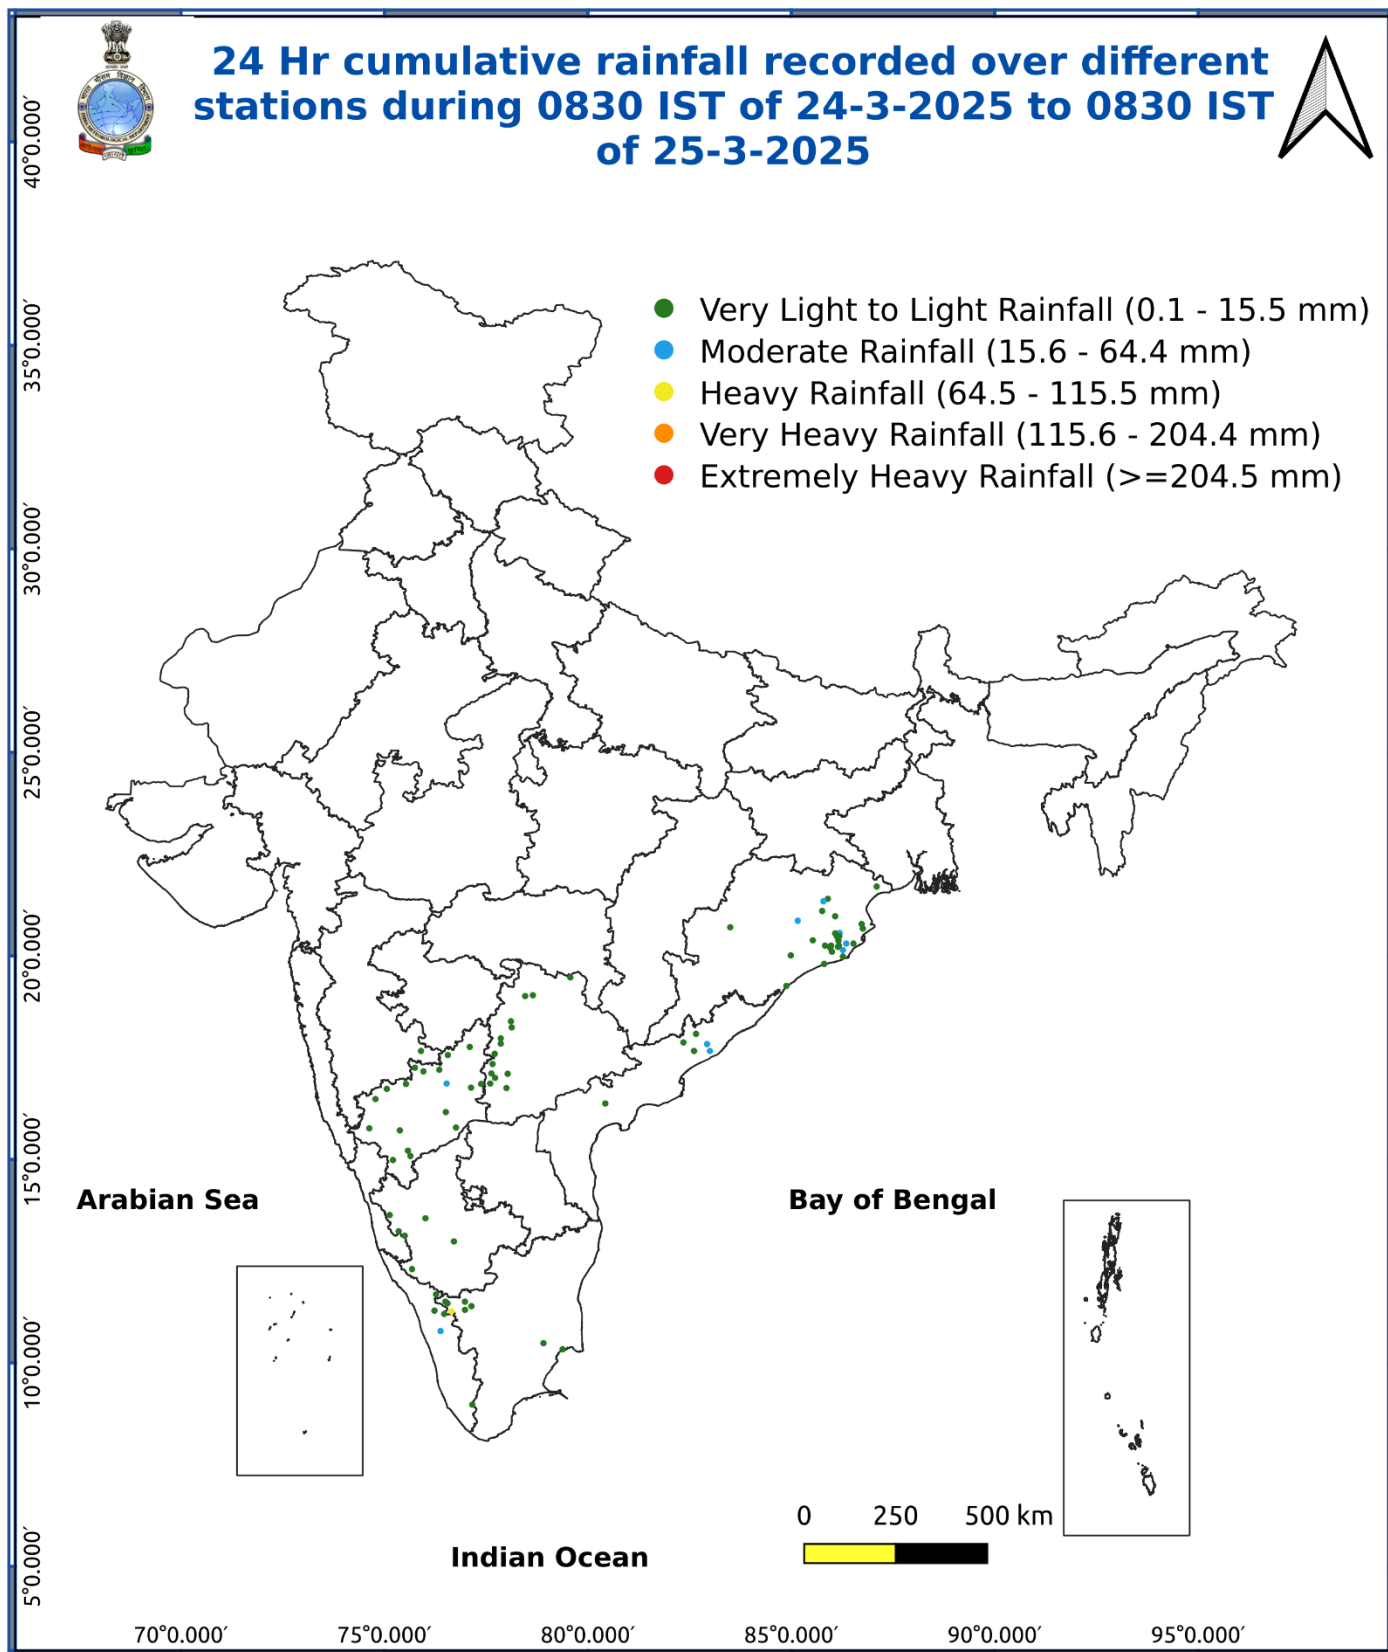 24 Hr cumulative rainfall recorded over different
stations during 0830 IST of 24-3-2025 to 0830 IST
of 25-3-2025
Very Light to Light Rainfall (0.1 - 15.5 mm)
Moderate Rainfall (15.6 - 64.4 mm)
Heavy Rainfall (64.5 - 115.5 mm)
Very Heavy Rainfall (115.6 - 204.4 mm)
Extremely Heavy Rainfall (>=204.5 mm)
40°0.000′
35°0.000′
30°0.000′
25°0.000′
20°0.000′
15°0.000′
10°0.000′
5°0.000′
Arabian Sea
Bay of Bengal
Indian Ocean
0 250 500 km
70°0.000′ 75°0.000′ 80°0.000′ 85°0.000′ 90°0.000′ 95°0.000′